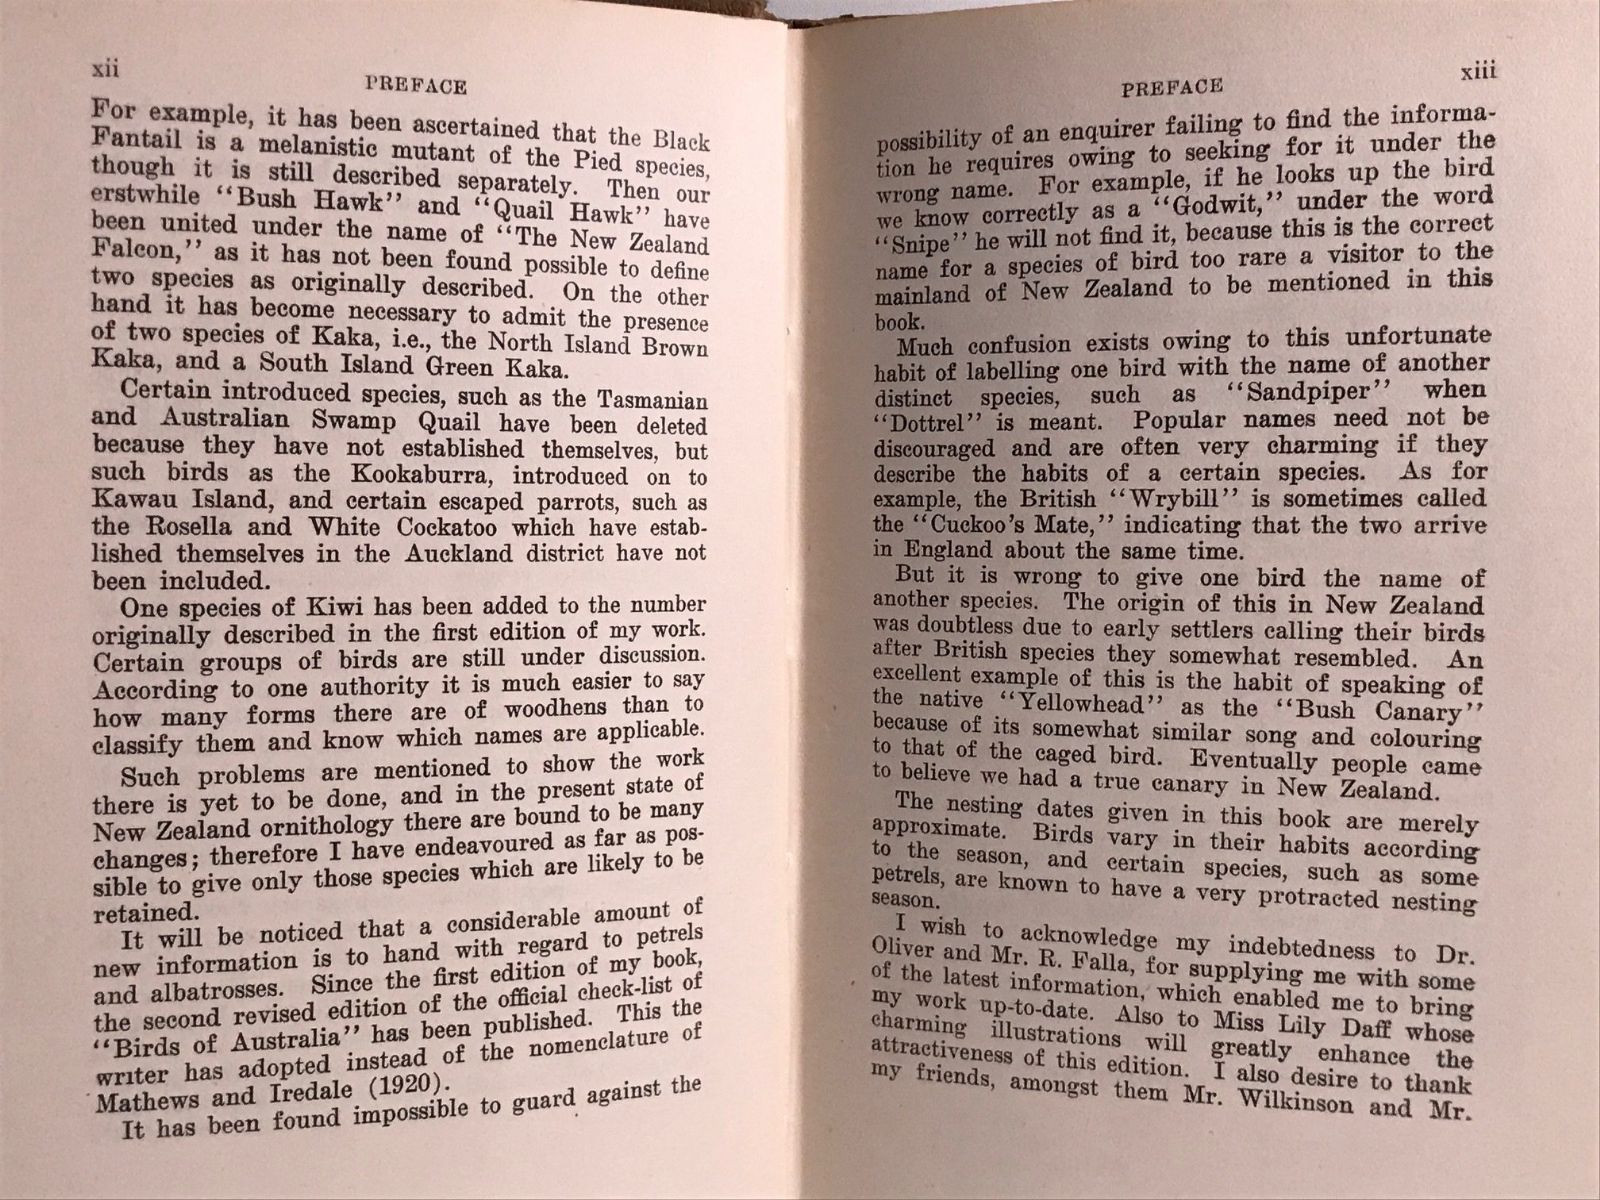 xii
PREFACE
For example, it has been ascertained that the Black
Fantail is a melanistic mutant of the Pied species,
though it is still described separately. Then our
erstwhile “Bush Hawk” and “Quail Hawk” have
been united under the name of “The New Zealand
Falcon,” as it has not been found possible to define
two species as originally described. On the other
hand it has become necessary to admit the presence
of two species of Kaka, i.e., the North Island Brown
Kaka, and a South Island Green Kaka.
Certain introduced species, such as the Tasmanian
and Australian Swamp Quail have been deleted
because they have not established themselves, but
such birds as the Kookaburra, introduced on to
Kawau Island, and certain escaped parrots, such as
the Rosella and White Cockatoo which have estab-
lished themselves in the Auckland district have not
been included.
One species of Kiwi has been added to the number
originally described in the first edition of my work.
Certain groups of birds are still under discussion.
According to one authority it is much easier to say
how many forms there are of woodhens than to
classify them and know which names are applicable.
Such problems are mentioned to show the work
there is yet to be done, and in the present state of
New Zealand ornithology there are bound to be many
changes; therefore I have endeavoured as far as pos-
sible to give only those species which are likely to be
retained.
It will be noticed that a considerable amount of
new information is to hand with regard to petrels
and albatrosses. Since the first edition of my book,
the second revised edition of the official check-list of
“Birds of Australia” has been published. This the
writer has adopted instead of the nomenclature of
Mathews and Iredale (1920).
It has been found impossible to guard against the
xiii
PREFACE
possibility of an enquirer failing to find the informa-
tion he requires owing to seeking for it under the
wrong name. For example, if he looks up the bird
we know correctly as a “Godwit,” under the word
“Snipe” he will not find it, because this is the correct
name for a species of bird too rare a visitor to the
mainland of New Zealand to be mentioned in this
book.
Much confusion exists owing to this unfortunate
habit of labelling one bird with the name of another
distinct species, such as “Sandpiper” when
“Dottrel” is meant. Popular names need not be
discouraged and are often very charming if they
describe the habits of a certain species. As for
example, the British “Wrybill” is sometimes called
the “Cuckoo's Mate,” indicating that the two arrive
in England about the same time.
But it is wrong to give one bird the name of
another species. The origin of this in New Zealand
was doubtless due to early settlers calling their birds
after British species they somewhat resembled. An
excellent example of this is the habit of speaking of
the native “Yellowhead” as the “Bush Canary”
because of its somewhat similar song and colouring
to that of the caged bird. Eventually people came
to believe we had a true canary in New Zealand.
The nesting dates given in this book are merely
approximate. Birds vary in their habits according
to the season, and certain species, such as some
petrels, are known to have a very protracted nesting
season.
I wish to acknowledge my indebtedness to Dr.
Oliver and Mr. R. Falla, for supplying me with some
of the latest information, which enabled me to bring
my work up-to-date. Also to Miss Lily Daff whose
charming illustrations will greatly enhance the
attractiveness of this edition. I also desire to thank
my friends, amongst them Mr. Wilkinson and Mr.